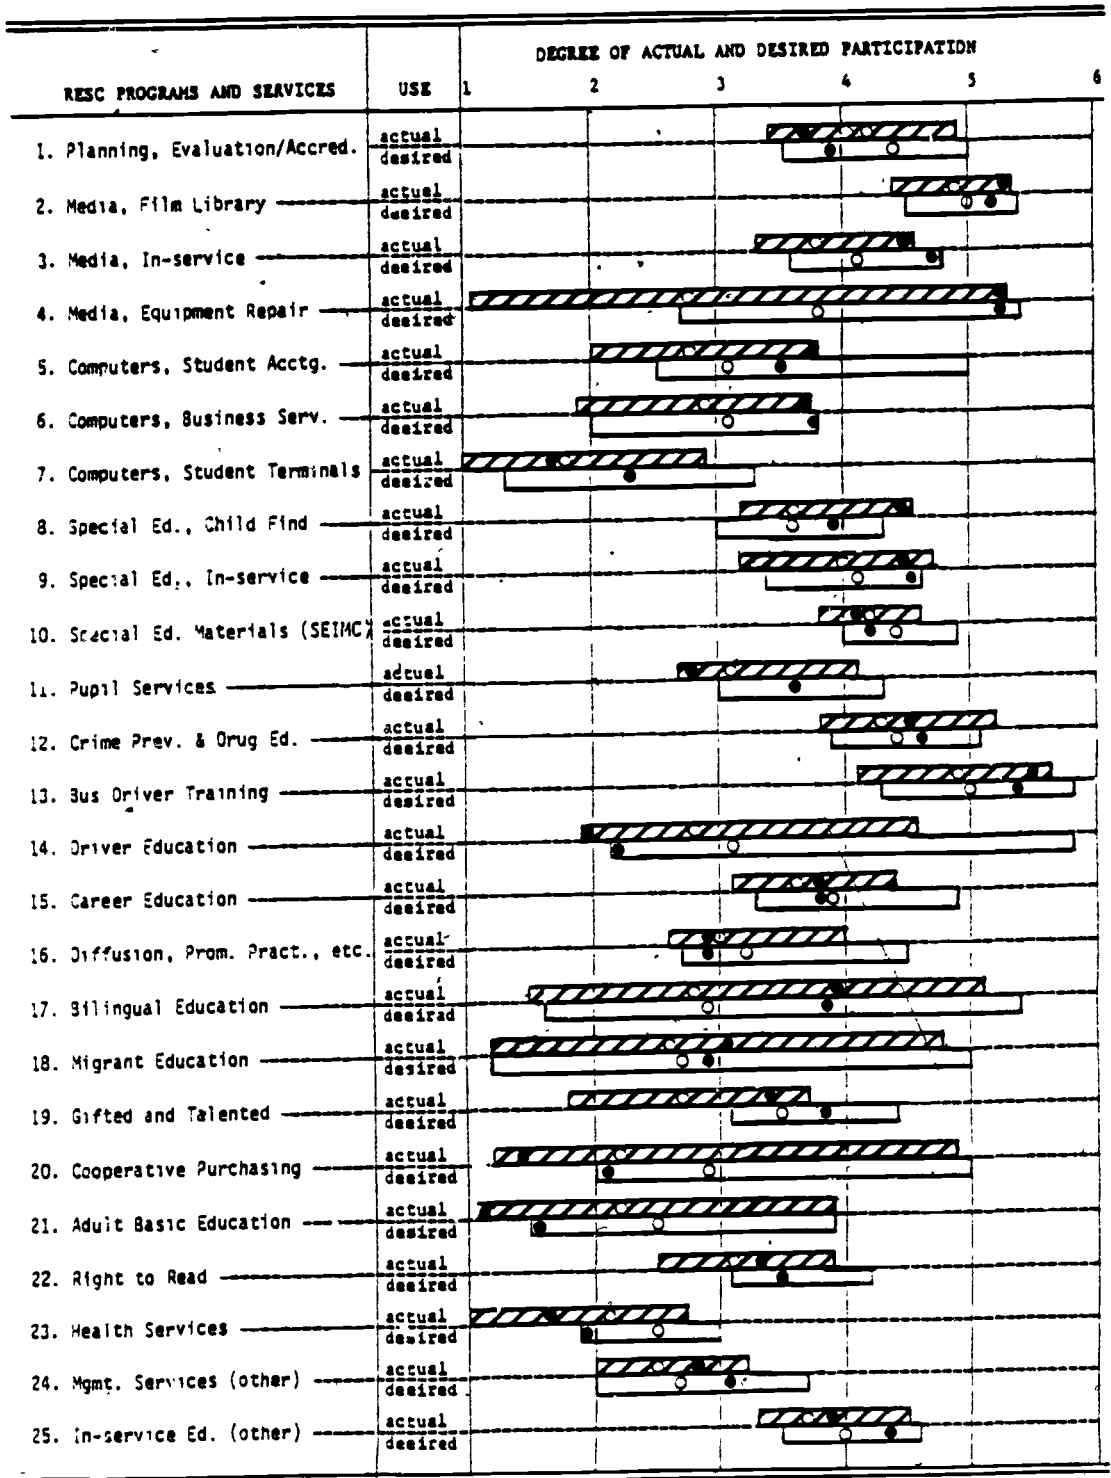 DEGREE OF ACTUAL AND DESIRED PARTICIPATION
RESC PROGRAMS AND SERVICES USE 1 2 3 4 5 6
1. Planning, Evaluation/Accred. actual
desired
2. Media, Film Library actual
desired
3. Media, In-service actual
desired
4. Media, Equipment Repair actual
desired
5. Computers, Student Acctg. actual
desired
6. Computers, Business Serv. actual
desired
7. Computers, Student Terminals actual
desired
8. Special Ed., Child Find actual
desired
9. Special Ed., In-service actual
desired
10. Special Ed. Materials (SEIMC) actual
desired
11. Pupil Services actual
desired
12. Crime Prev. & Drug Ed. actual
desired
13. Bus Driver Training actual
desired
14. Driver Education actual
desired
15. Career Education actual
desired
16. Diffusion, Prom. Pract., etc. actual
desired
17. Bilingual Education actual
desired
18. Migrant Education actual
desired
19. Gifted and Talented actual
desired
20. Cooperative Purchasing actual
desired
21. Adult Basic Education actual
desired
22. Right to Read actual
desired
23. Health Services actual
desired
24. Mgmt. Services (other) actual
desired
25. In-service Ed. (other) actual
desired